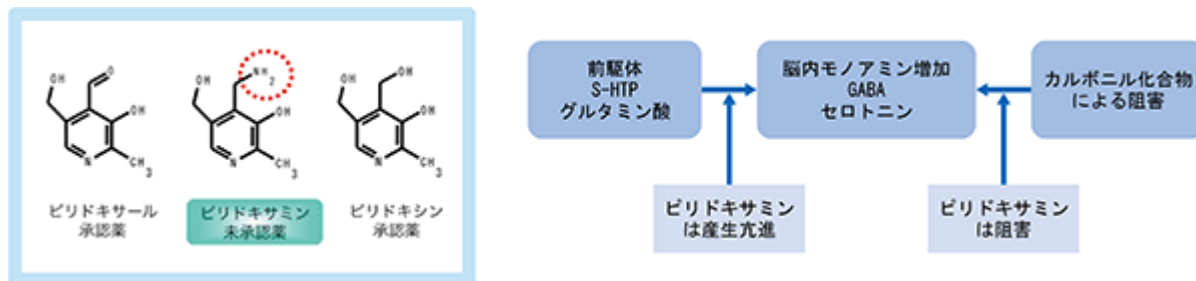 OH
O
OH
N
CH3
ピリドキサール
承認薬
OH
NH2
OH
N
CH3
ピリドキサミン
未承認薬
OH
OH
OH
N
CH3
ピリドキシン
承認薬
前駆体
S-HTP
グルタミン酸
脳内モノアミン増加
GABA
セロトニン
カルボニル化合物
による阻害
ピリドキサミン
は産生亢進
ピリドキサミン
は阻害